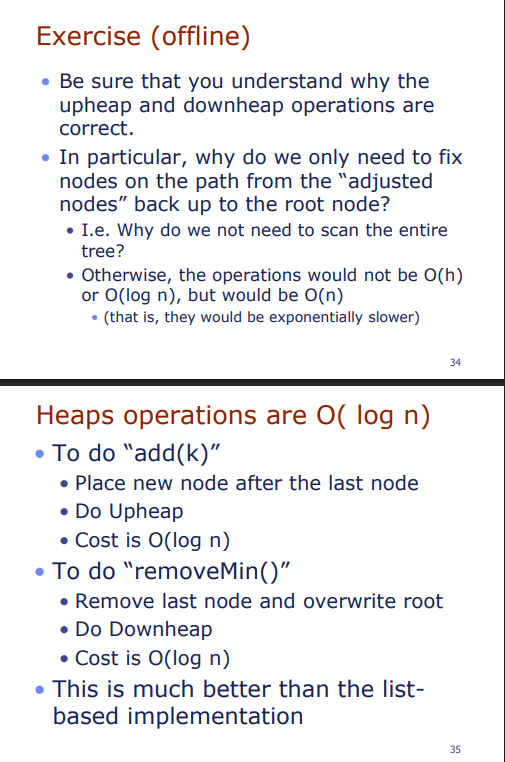 Exercise (offline)
• Be sure that you understand why the
upheap and downheap operations are
correct.
• In particular, why do we only need to fix
nodes on the path from the “adjusted
nodes” back up to the root node?
• I.e. Why do we not need to scan the entire
tree?
• Otherwise, the operations would not be O(h)
or O(log n), but would be O(n)
• (that is, they would be exponentially slower)
34
Heaps operations are O( log n)
• To do “add(k)”
• Place new node after the last node
• Do Upheap
• Cost is O(log n)
• To do “removeMin()”
• Remove last node and overwrite root
• Do Downheap
• Cost is O(log n)
• This is much better than the list-
based implementation
35